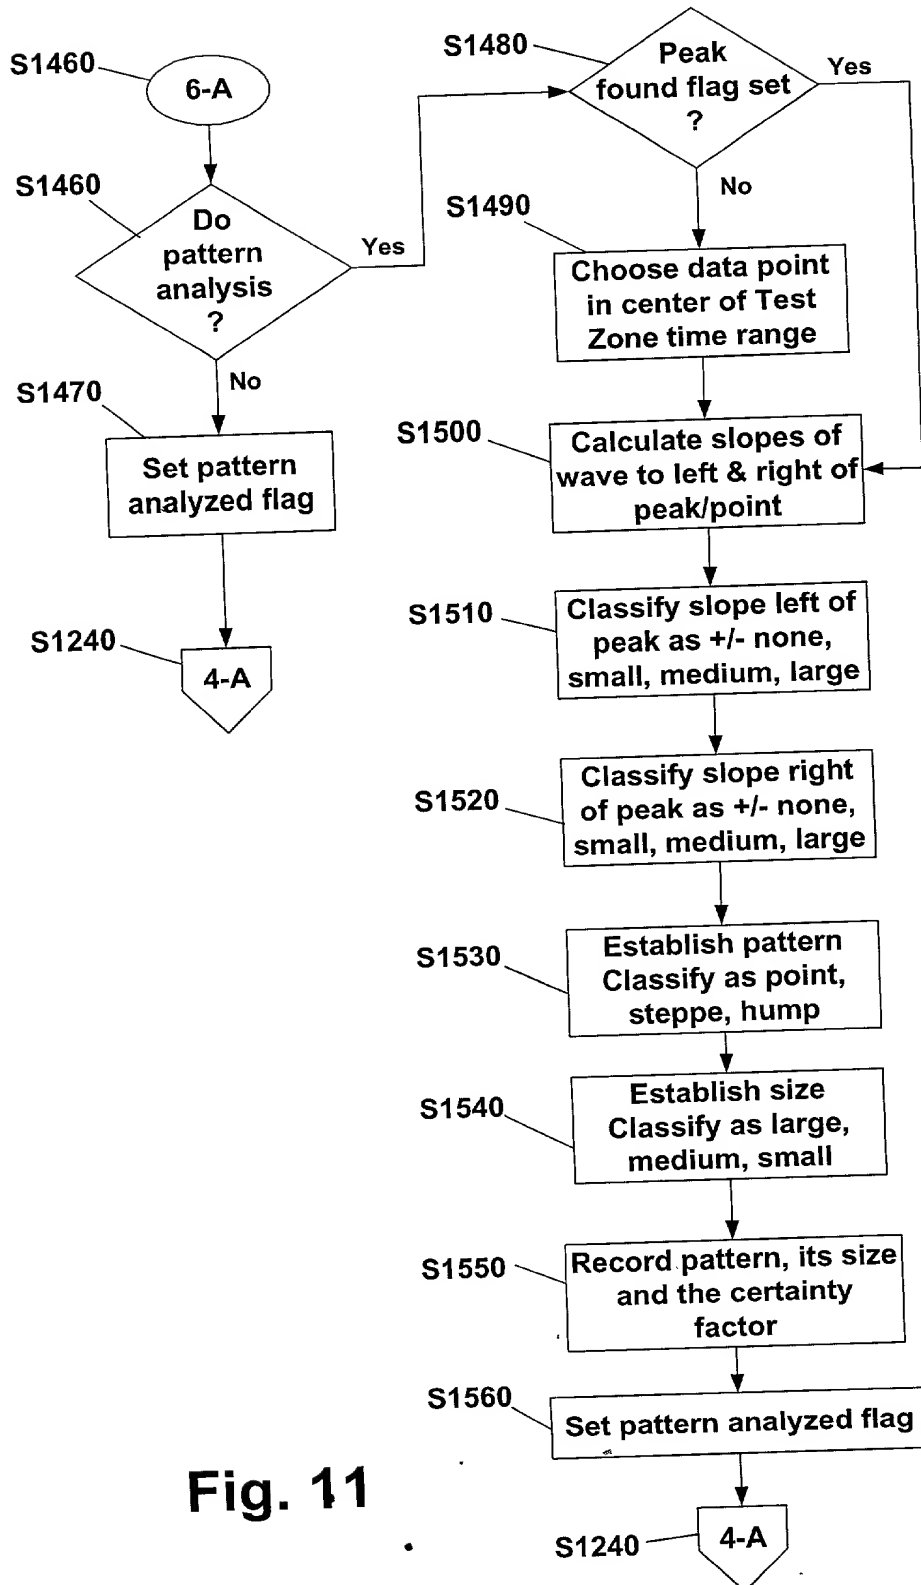 S1460
6-A
S1460
Do
pattern
analysis
?
Yes
No
S1470
Set pattern
analyzed flag
S1240
4-A
S1480
Peak
found flag set
?
Yes
No
S1490
Choose data point
in center of Test
Zone time range
S1500
Calculate slopes of
wave to left & right of
peak/point
S1510
Classify slope left of
peak as +/- none,
small, medium, large
S1520
Classify slope right
of peak as +/- none,
small, medium, large
S1530
Establish pattern
Classify as point,
steppe, hump
S1540
Establish size
Classify as large,
medium, small
S1550
Record pattern, its size
and the certainty
factor
S1560
Set pattern analyzed flag
S1240
4-A
Fig. 11